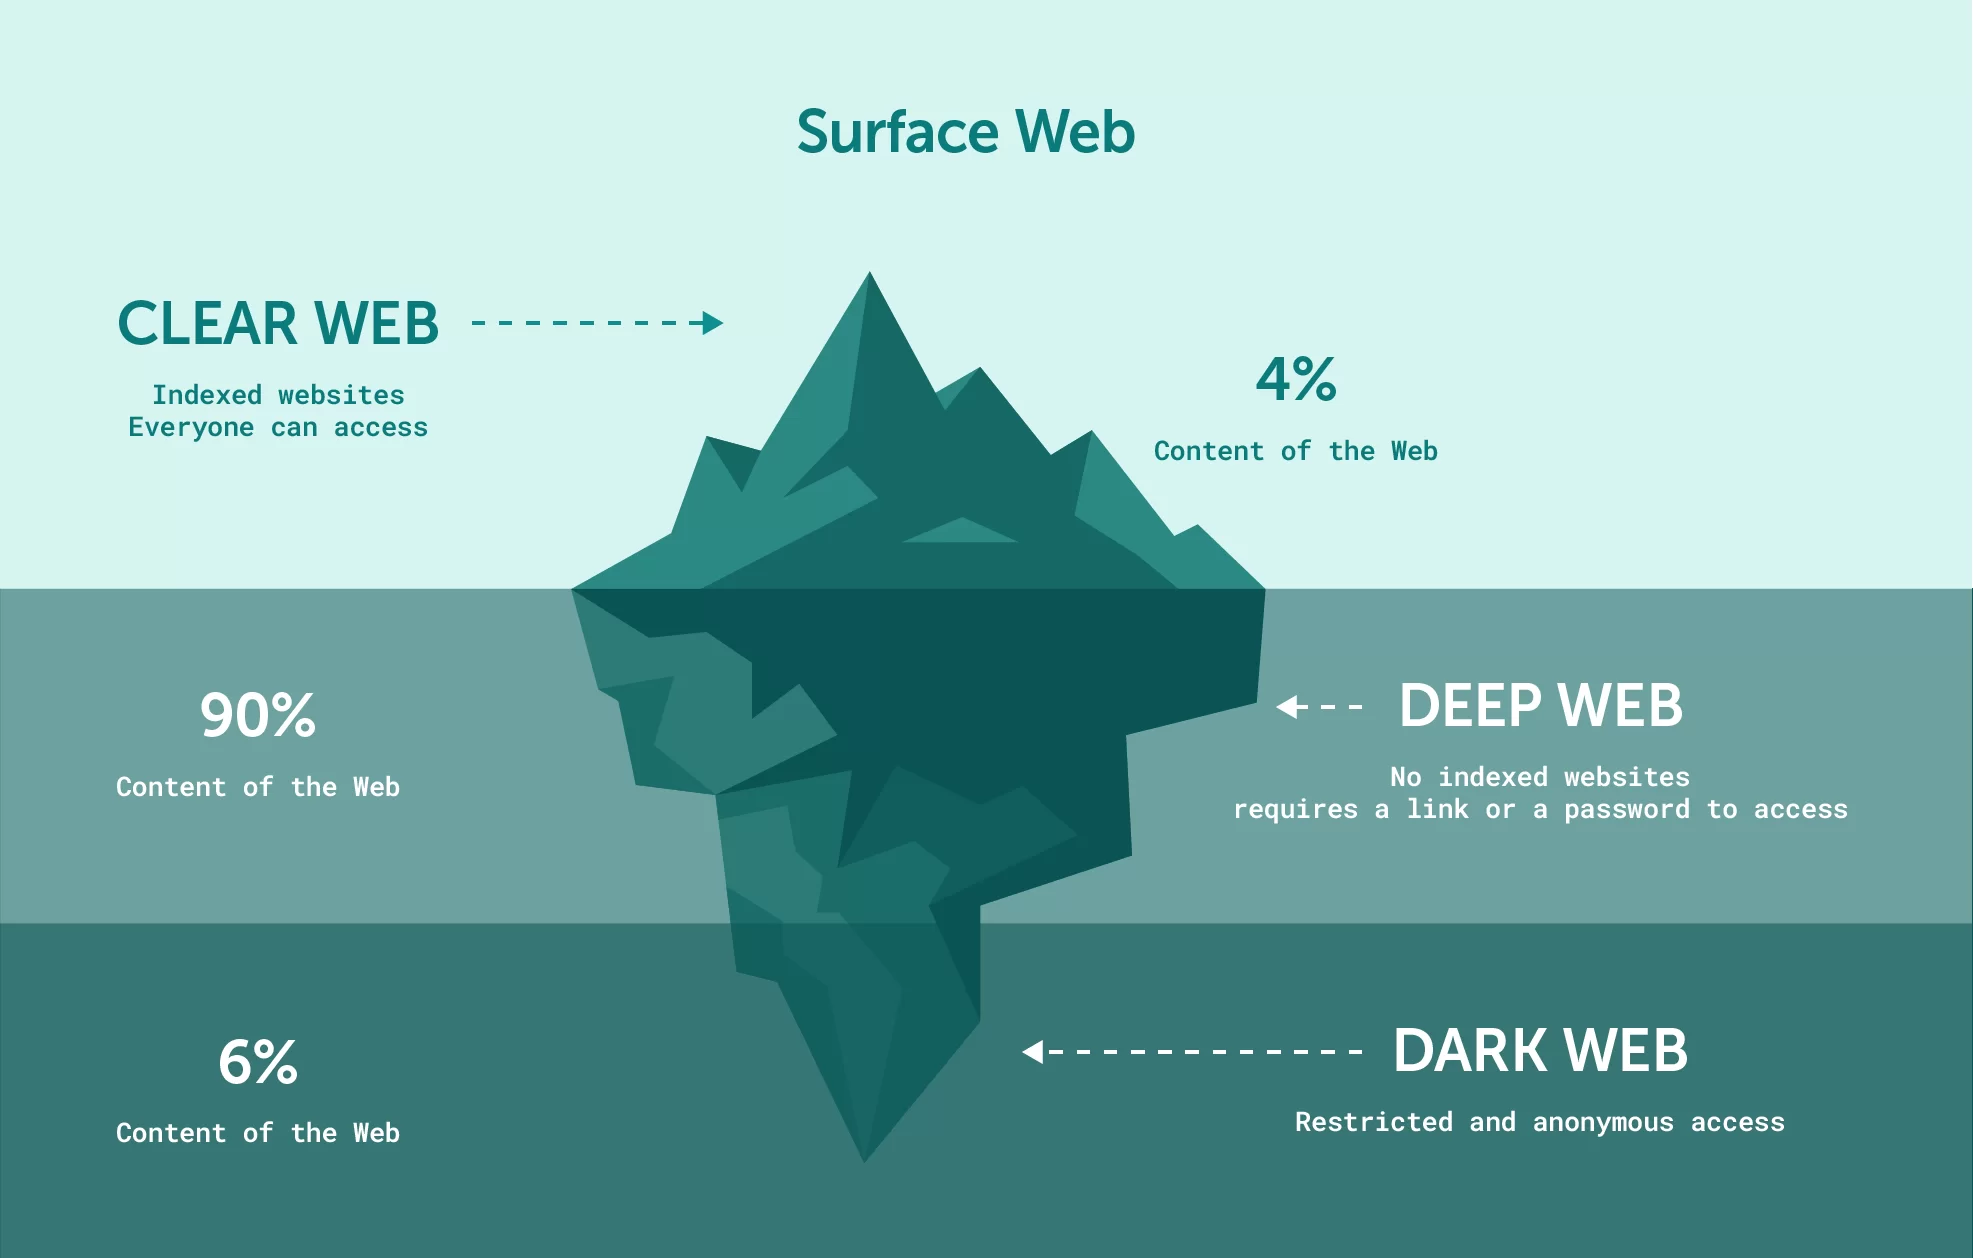 Surface Web
CLEAR WEB
Indexed websites
Everyone can access
4%
Content of the Web
90%
Content of the Web
DEEP WEB
No indexed websites
requires a link or a password to access
6%
Content of the Web
DARK WEB
Restricted and anonymous access